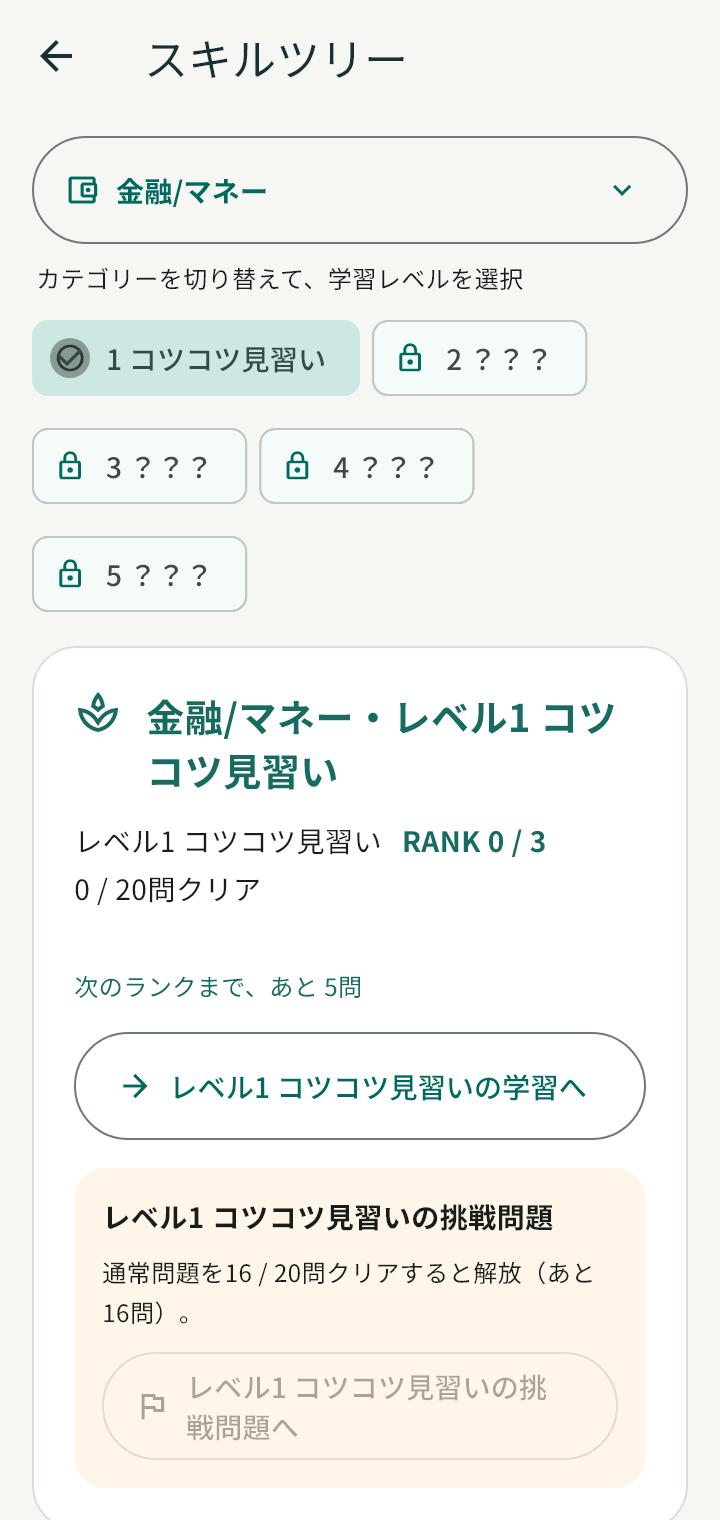 スキルツリー
金融/マネー
カテゴリーを切り替えて、学習レベルを選択
1 コツコツ見習い
2 ？？？
3 ？？？
4 ？？？
5 ？？？
金融/マネー・レベル1 コツ
コツ見習い
レベル1 コツコツ見習い RANK 0 / 3
0 / 20問クリア
次のランクまで、あと 5問
レベル1 コツコツ見習いの学習へ
レベル1 コツコツ見習いの挑戦問題
通常問題を16 / 20問クリアすると解放（あと
16問）。
レベル1 コツコツ見習いの挑
戦問題へ